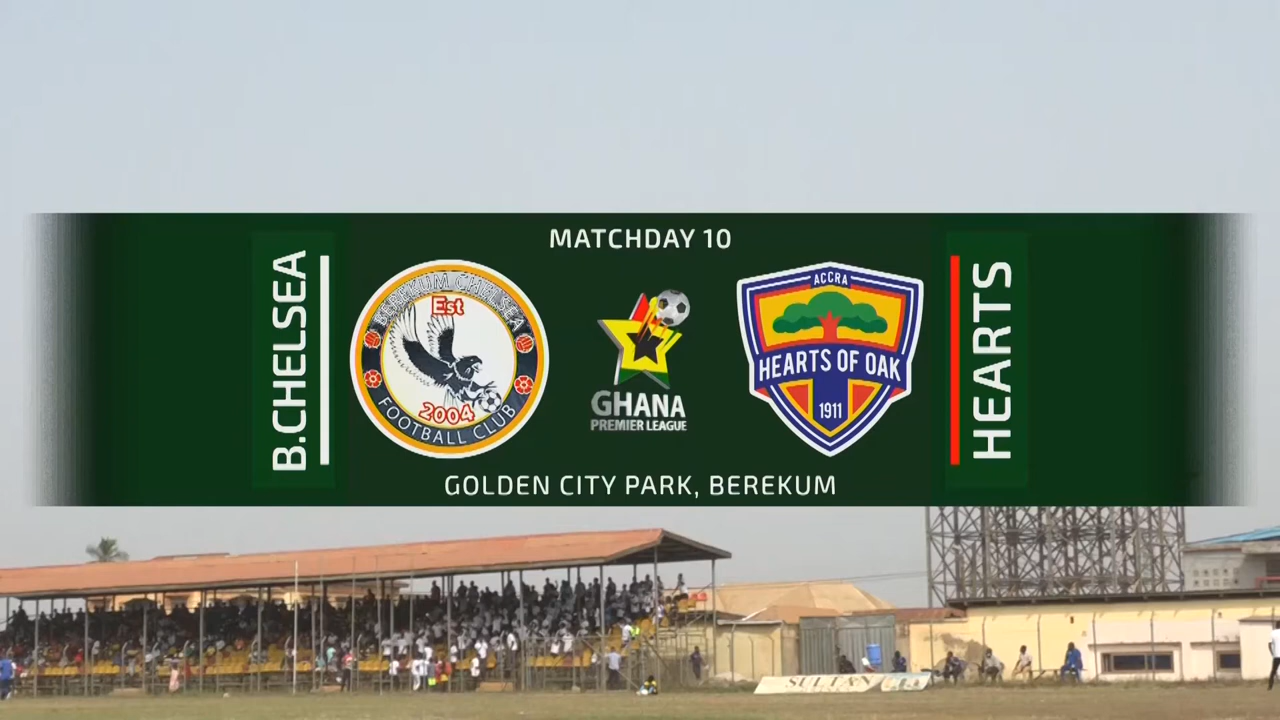 MATCHDAY 10
B.CHELSEA
BEREKUM CHELSEA
Est
2004
FOOTBALL CLUB
GHANA
PREMIER LEAGUE
ACCRA
HEARTS OF OAK
1911
HEARTS
GOLDEN CITY PARK, BEREKUM
SULTAN